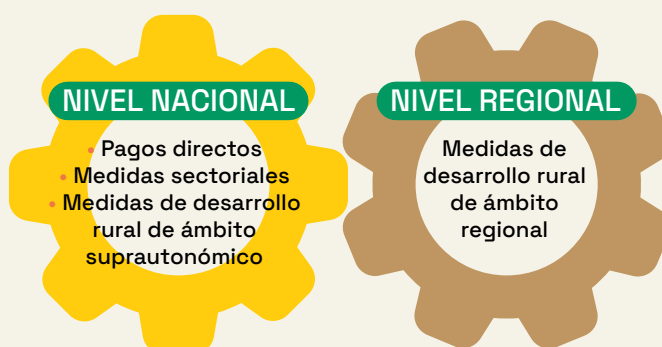 NIVEL NACIONAL
• Pagos directos
• Medidas sectoriales
• Medidas de desarrollo
rural de ámbito
suprautonómico
NIVEL REGIONAL
Medidas de
desarrollo rural
de ámbito
regional